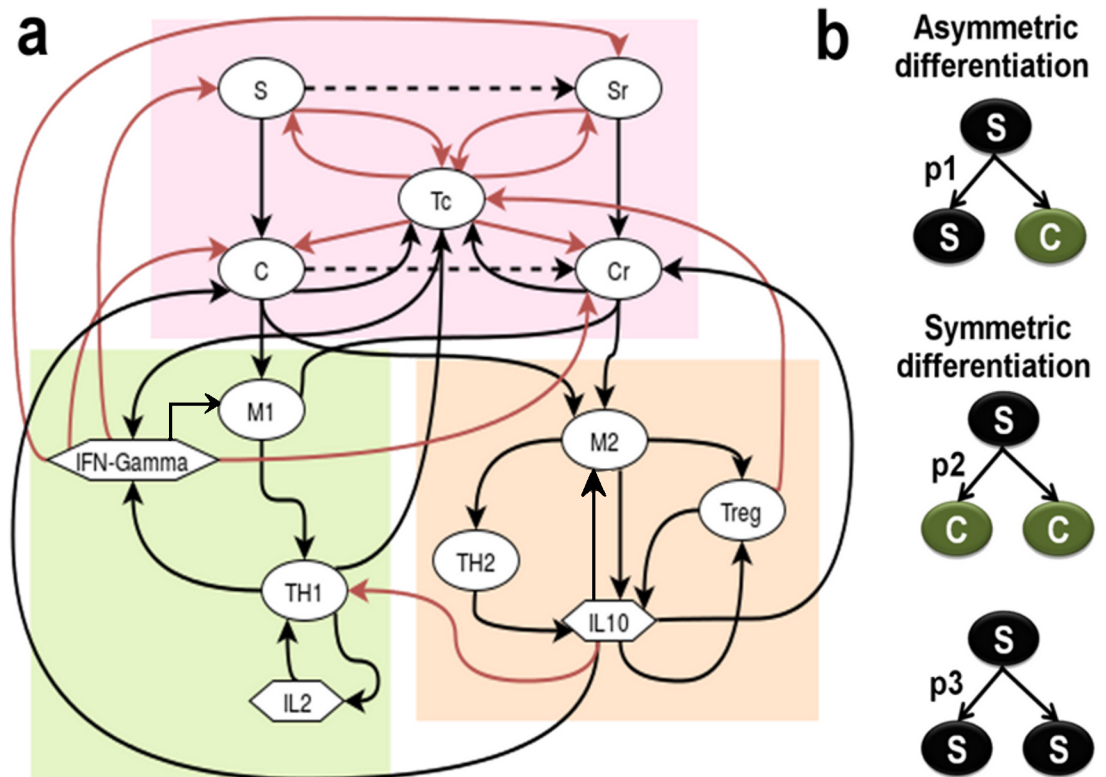 a
S
Sr
Tc
C
Cr
M1
IFN-Gamma
M2
Treg
TH2
TH1
IL10
IL2
b
Asymmetric
differentiation
S
p1
S
C
Symmetric
differentiation
S
p2
C
C
S
p3
S
S